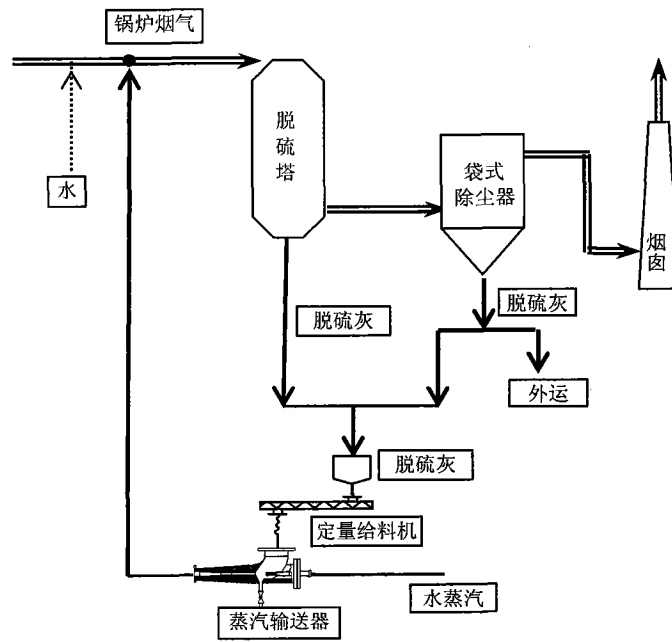 锅炉烟气
脱
硫
塔
水
袋式
除尘器
烟
囱
脱硫灰
脱硫灰
外运
脱硫灰
定量给料机
水蒸汽
蒸汽输送器